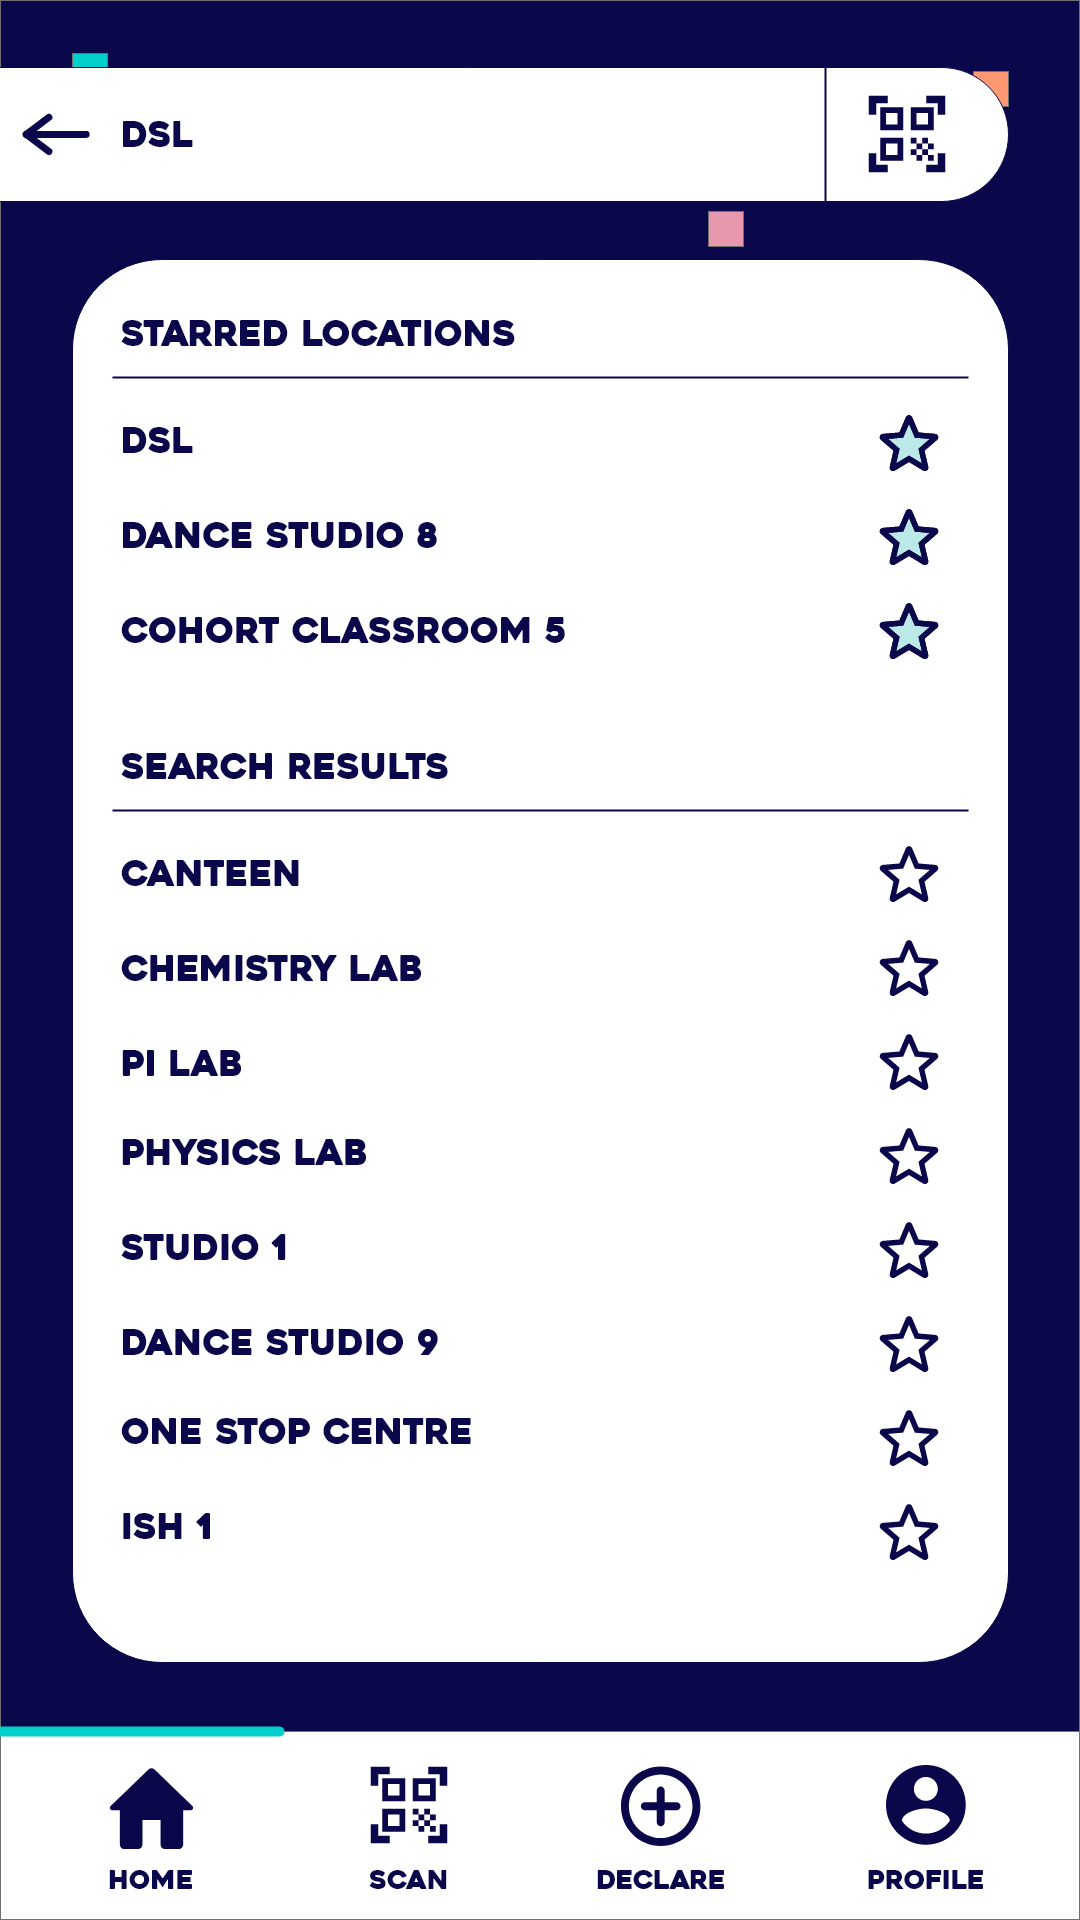 DSL
STARRED LOCATIONS
DSL
DANCE STUDIO 8
COHORT CLASSROOM 5
SEARCH RESULTS
CANTEEN
CHEMISTRY LAB
PI LAB
PHYSICS LAB
STUDIO 1
DANCE STUDIO 9
ONE STOP CENTRE
ISH 1
HOME
SCAN
DECLARE
PROFILE